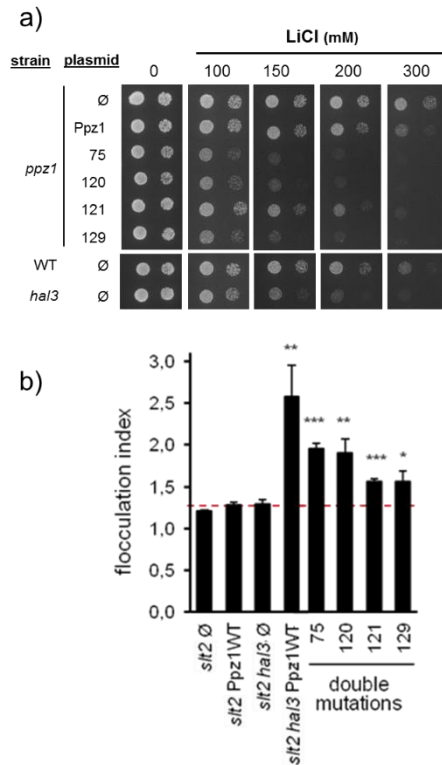 a)
LiCl (mM)
strain plasmid 0 100 150 200 300
Ø
Ppz1
75
ppz1
120
121
129
WT Ø
hal3 Ø
b)
flocculation index
3,0
2,5
2,0
1,5
1,0
0,5
0,0
**
***
**
***
*
slt2 Ø
slt2 Ppz1WT
slt2 hal3 Ø
slt2 hal3 Ppz1WT
75
120
121
129
double
mutations